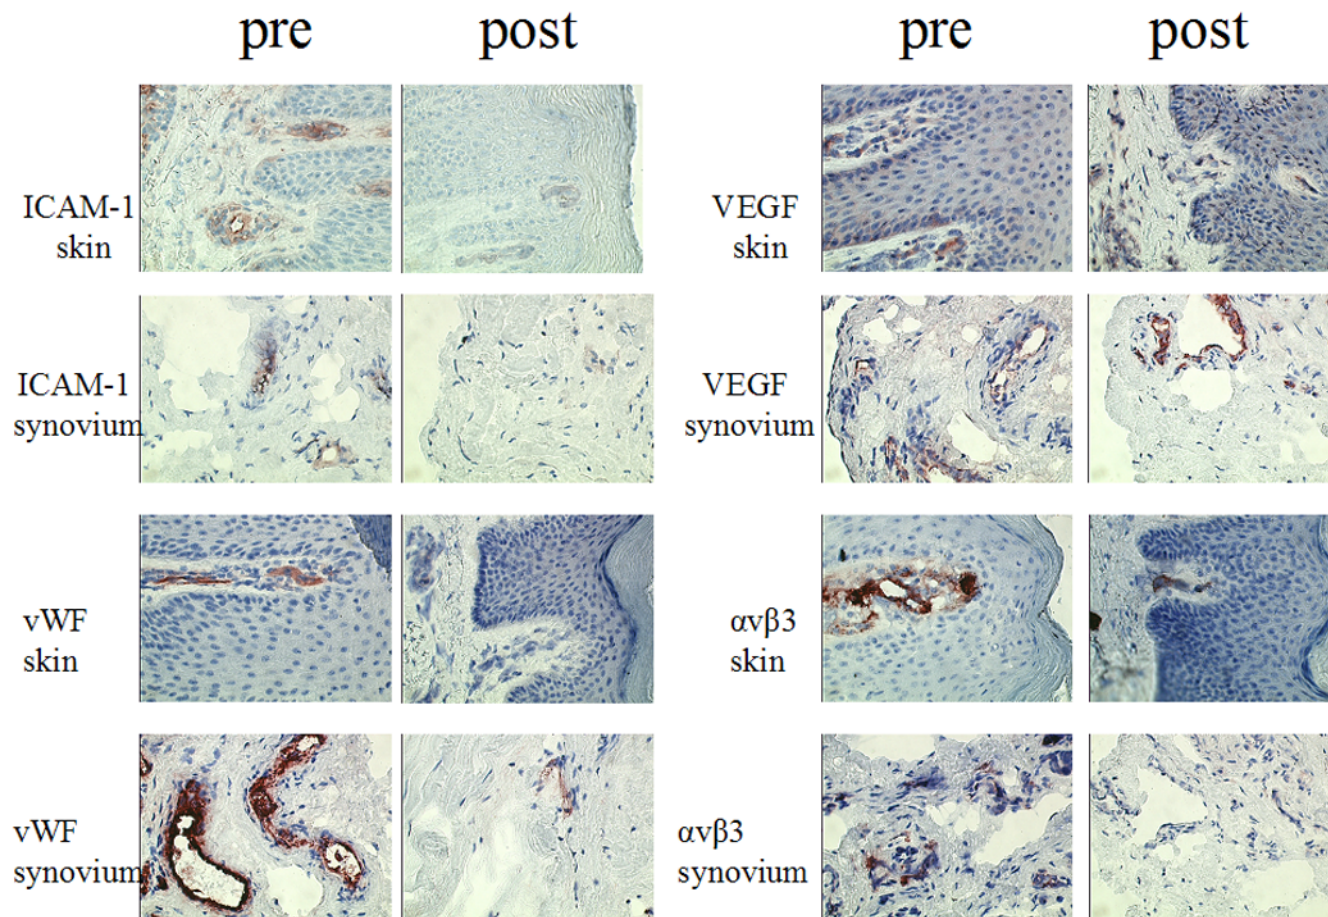 pre post pre post
ICAM-1
skin
VEGF
skin
ICAM-1
synovium
VEGF
synovium
vWF
skin
αvβ3
skin
vWF
synovium
αvβ3
synovium